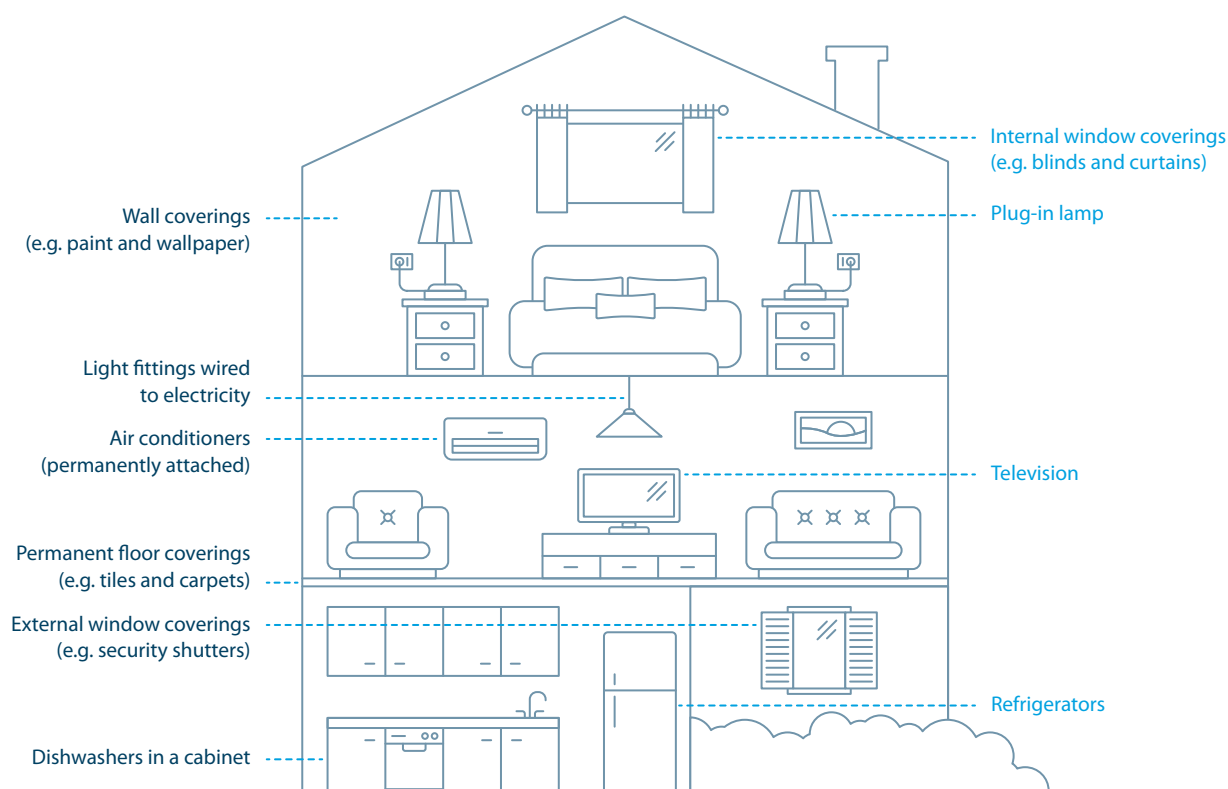 Internal window coverings
(e.g. blinds and curtains)
Wall coverings
(e.g. paint and wallpaper)
Plug-in lamp
Light fittings wired
to electricity
Air conditioners
(permanently attached)
Television
Permanent floor coverings
(e.g. tiles and carpets)
External window coverings
(e.g. security shutters)
Refrigerators
Dishwashers in a cabinet